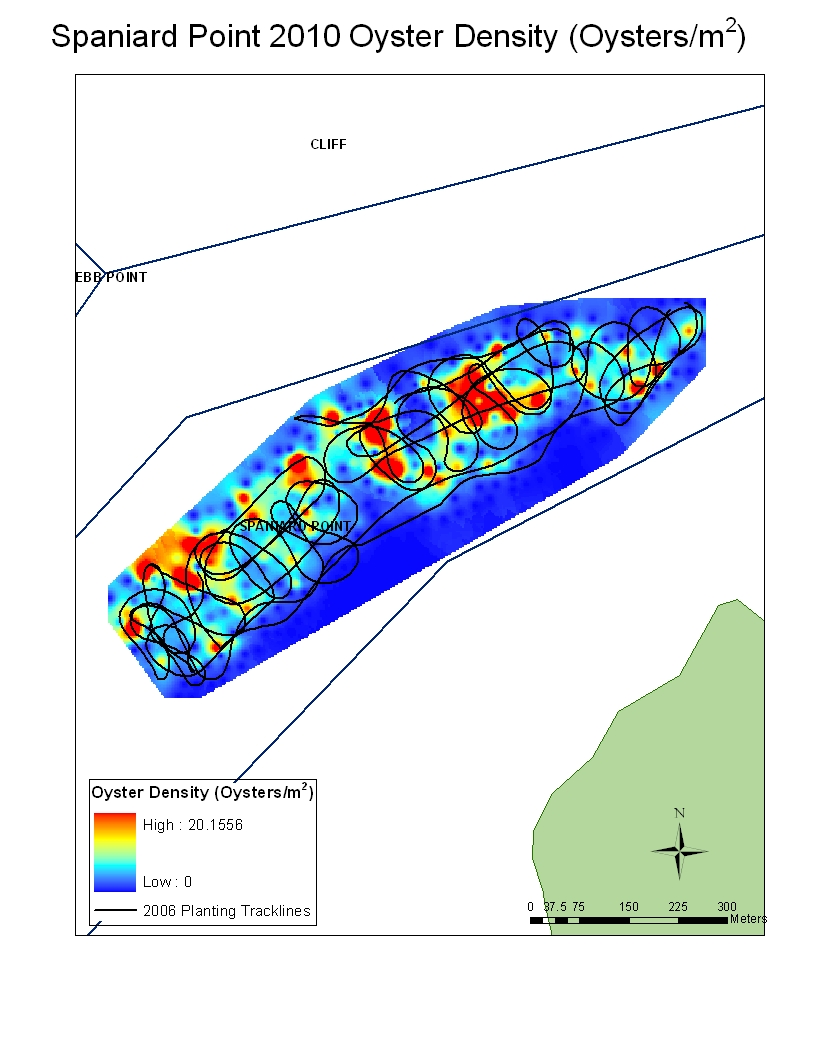 Spaniard Point 2010 Oyster Density (Oysters/m²)
CLIFF
EBB POINT
SPANIARD POINT
Oyster Density (Oysters/m²)
High : 20.1556
Low : 0
2006 Planting Tracklines
N
0 37.5 75 150 225 300
Meters